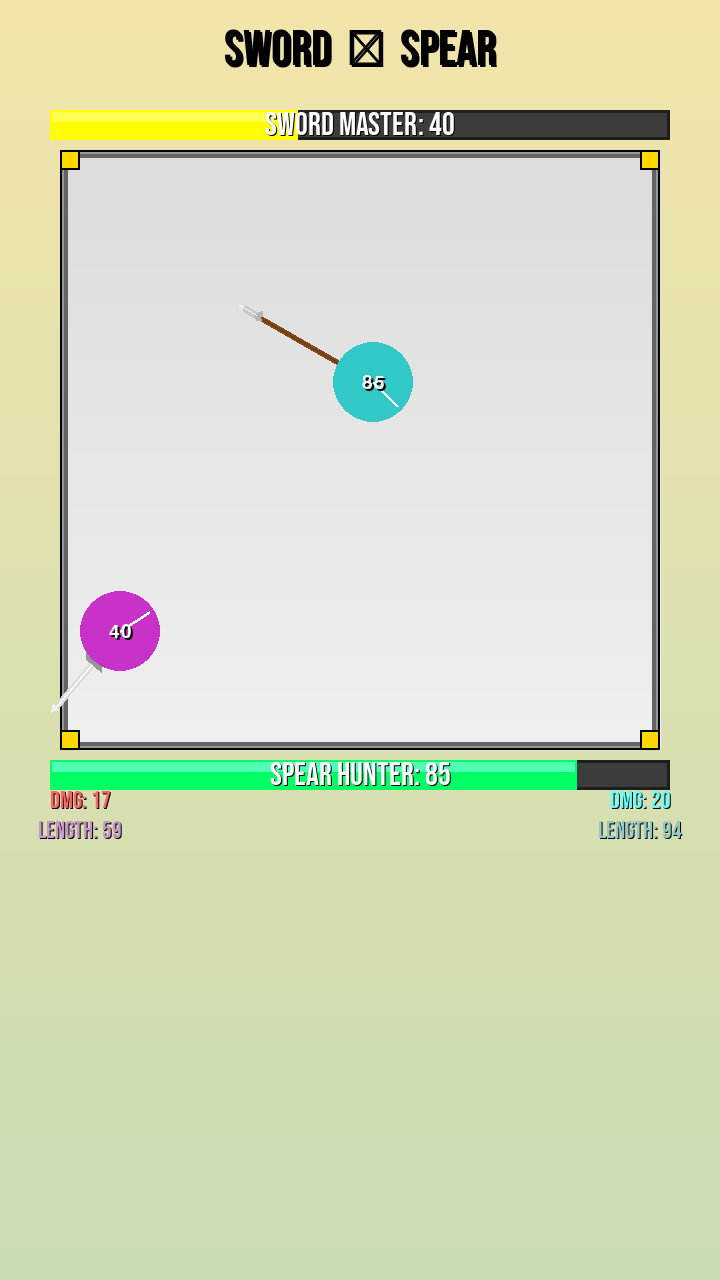 SWORD SPEAR
SWORD MASTER: 40
85
40
SPEAR HUNTER: 85
DMG: 17 DMG: 20
LENGTH: 59 LENGTH: 94